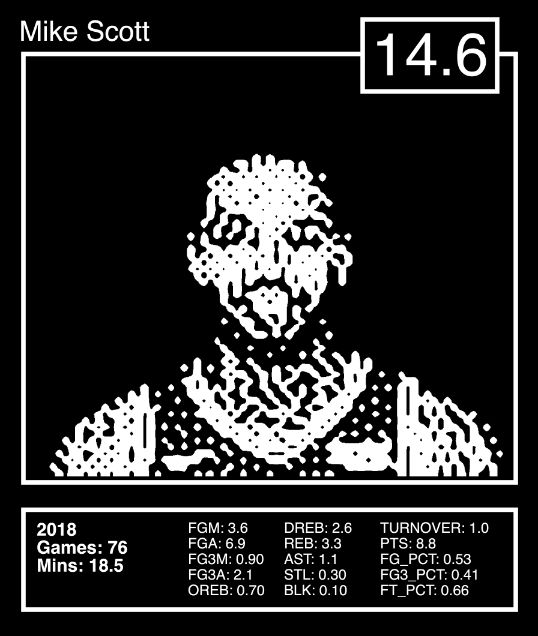 Mike Scott
14.6
2018
Games: 76
Mins: 18.5
FGM: 3.6
FGA: 6.9
FG3M: 0.90
FG3A: 2.1
OREB: 0.70
DREB: 2.6
REB: 3.3
AST: 1.1
STL: 0.30
BLK: 0.10
TURNOVER: 1.0
PTS: 8.8
FG_PCT: 0.53
FG3_PCT: 0.41
FT_PCT: 0.66